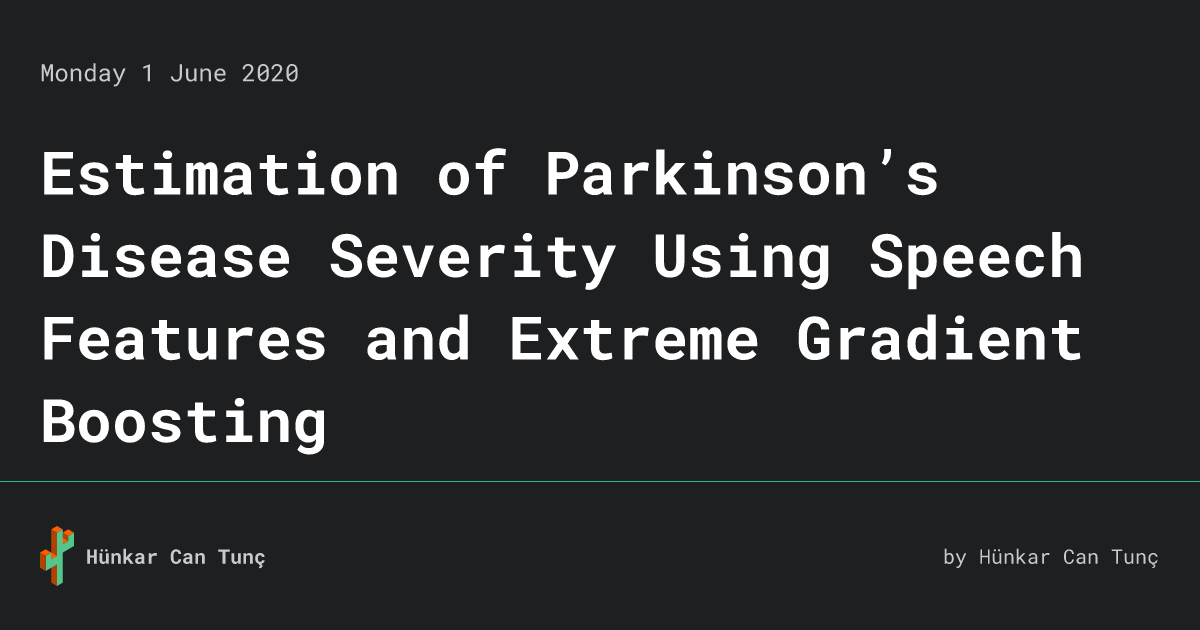 Monday 1 June 2020
Estimation of Parkinson’s
Disease Severity Using Speech
Features and Extreme Gradient
Boosting
Hünkar Can Tunç
by Hünkar Can Tunç